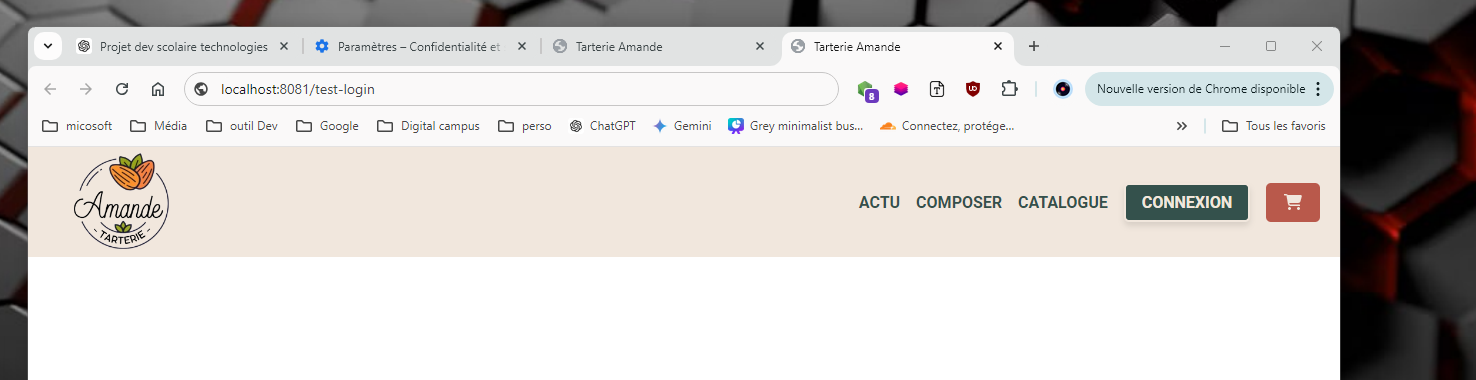 Projet dev scolaire technologies
Paramètres – Confidentialité et
Tarterie Amande
Tarterie Amande
localhost:8081/test-login
8
T
UD
Nouvelle version de Chrome disponible
micosoft
Média
outil Dev
Google
Digital campus
perso
ChatGPT
Gemini
Grey minimalist bus...
Connectez, protége...
Tous les favoris
Amande
- TARTERIE -
ACTU
COMPOSER
CATALOGUE
CONNEXION